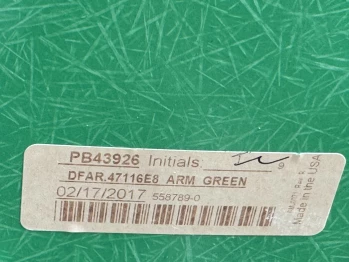 PB43926 Initials:
DFAR.47116E8 ARM GREEN
02/17/2017 558789-0
Made in the USA